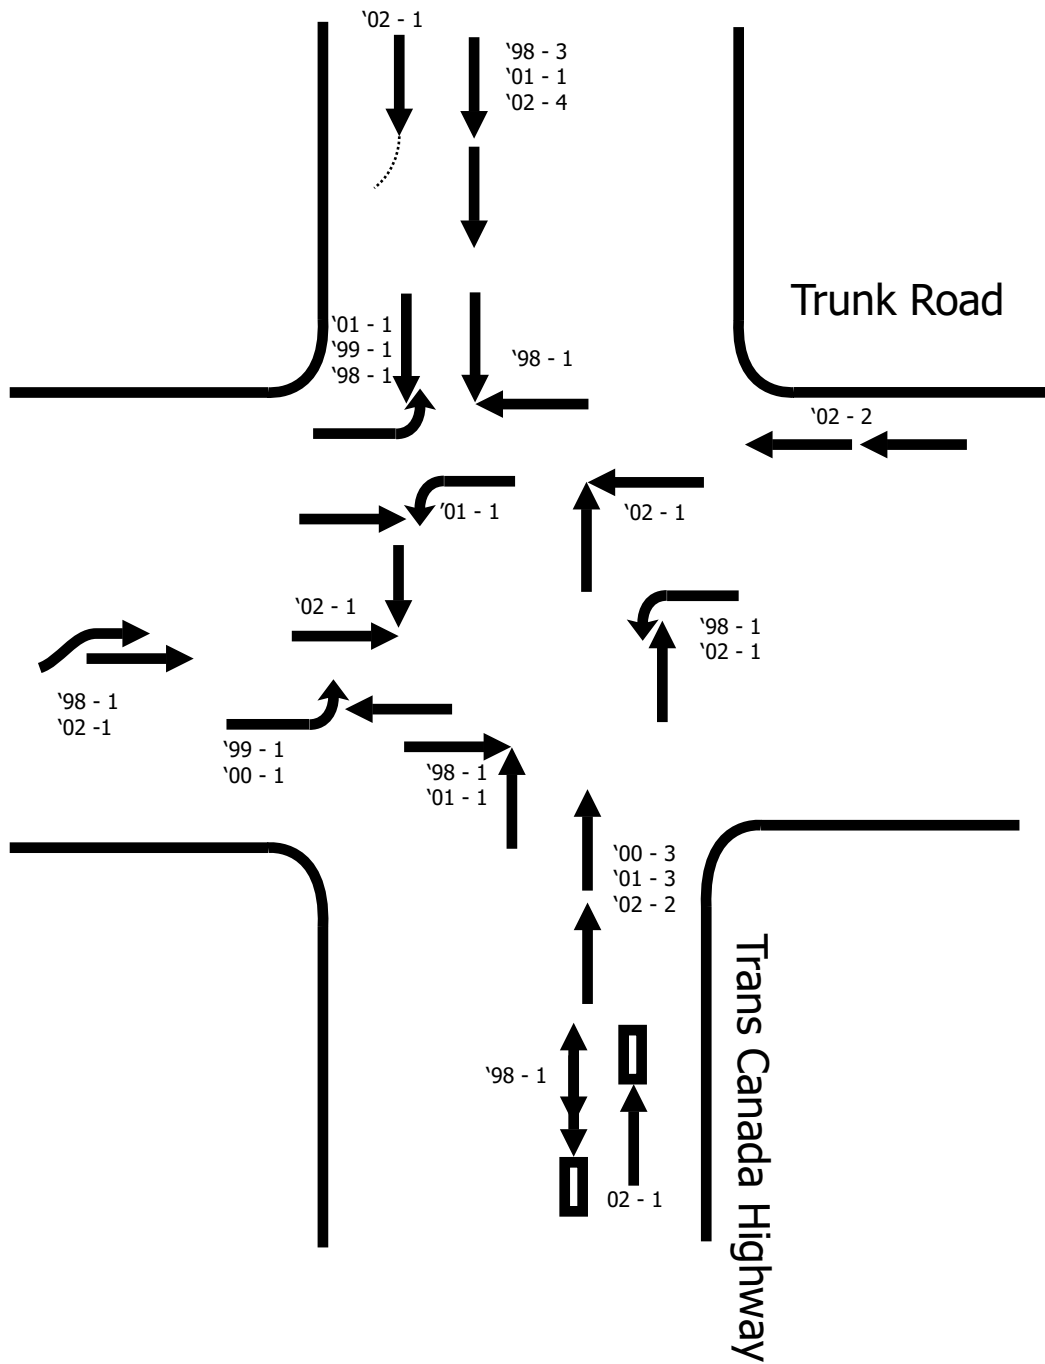 ‘02 - 1
‘98 - 3
‘01 - 1
‘02 - 4
Trunk Road
‘01 - 1
‘99 - 1
‘98 - 1
‘98 - 1
‘02 - 2
’01 - 1
‘02 - 1
‘02 - 1
‘98 - 1
‘02 - 1
‘98 - 1
‘02 -1
‘99 - 1
‘00 - 1
‘98 - 1
‘01 - 1
‘00 - 3
‘01 - 3
‘02 - 2
Trans Canada Highway
‘98 - 1
02 - 1